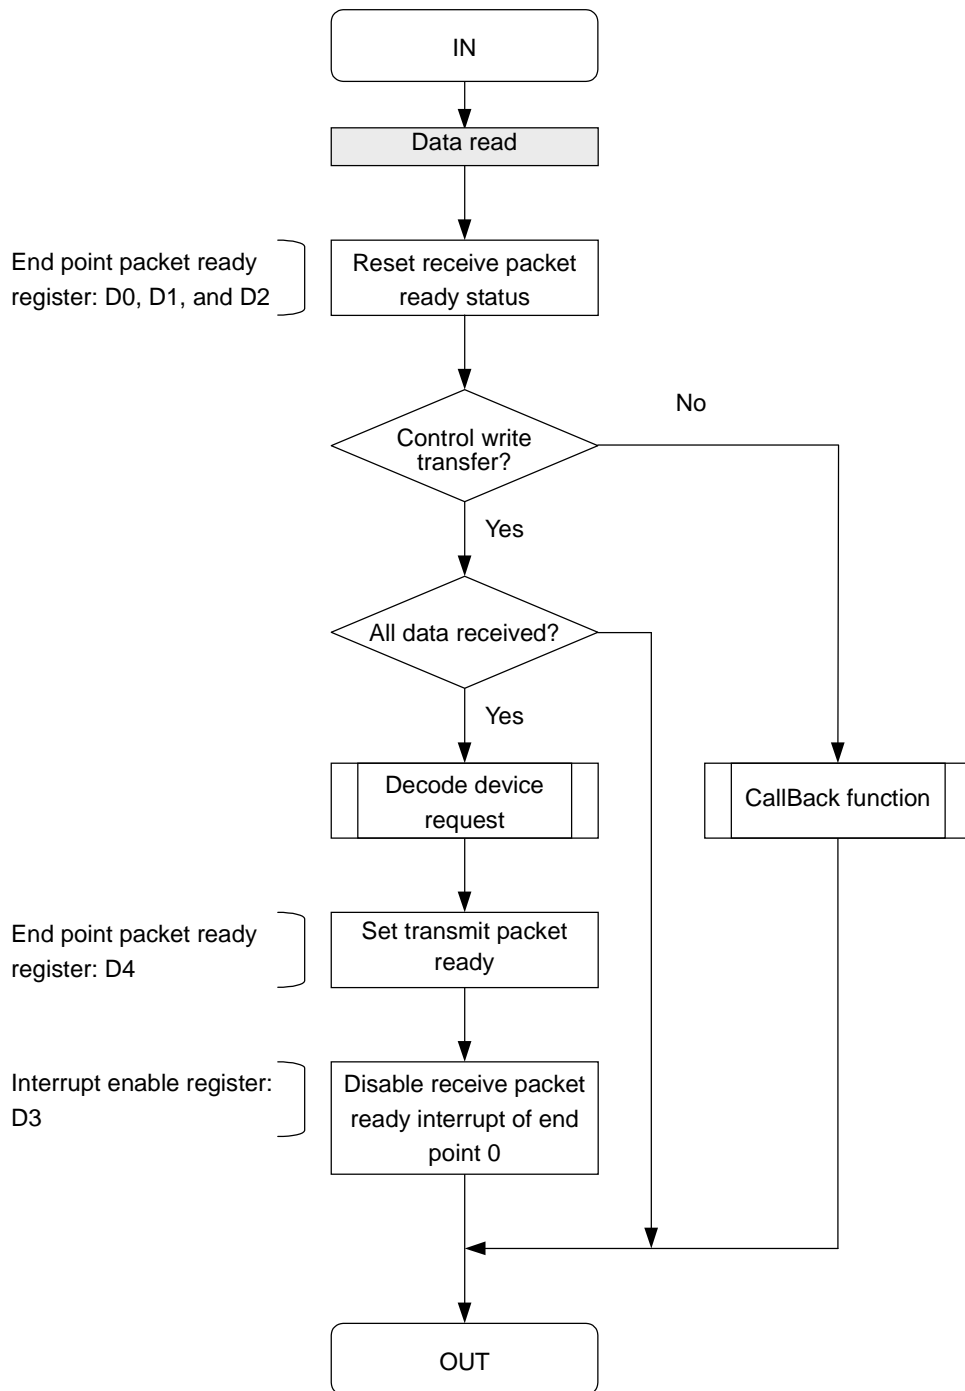 IN
Data read
End point packet ready
register: D0, D1, and D2
Reset receive packet
ready status
No
Control write
transfer?
Yes
All data received?
Yes
Decode device
request
CallBack function
End point packet ready
register: D4
Set transmit packet
ready
Interrupt enable register:
D3
Disable receive packet
ready interrupt of end
point 0
OUT